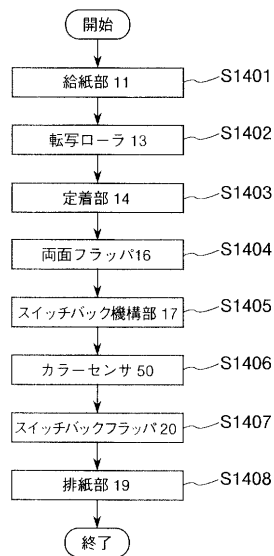 開始
給紙部 11 S1401
転写ローラ 13 S1402
定着部 14 S1403
両面フラッパ16 S1404
スイッチバック機構部 17 S1405
カラーセンサ 50 S1406
スイッチバックフラッパ 20 S1407
排紙部 19 S1408
終了